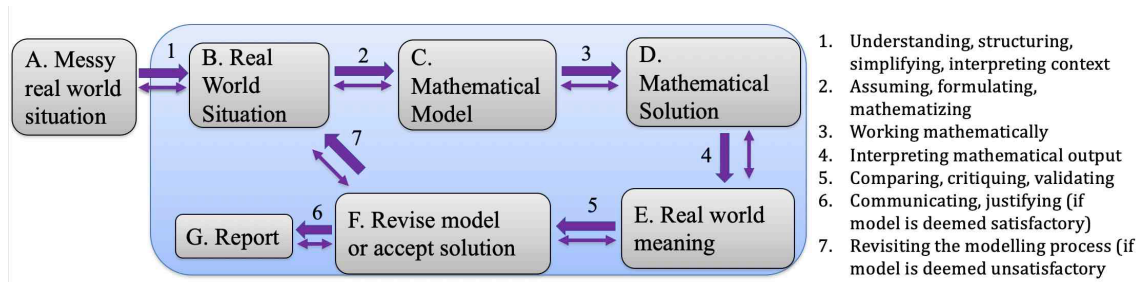 A. Messy
real world
situation
1
B. Real
World
Situation
2
C.
Mathematical
Model
3
D.
Mathematical
Solution
4
E. Real world
meaning
5
F. Revise model
or accept solution
6
G. Report
7
1. Understanding, structuring,
simplifying, interpreting context
2. Assuming, formulating,
mathematizing
3. Working mathematically
4. Interpreting mathematical output
5. Comparing, critiquing, validating
6. Communicating, justifying (if
model is deemed satisfactory)
7. Revisiting the modelling process (if
model is deemed unsatisfactory